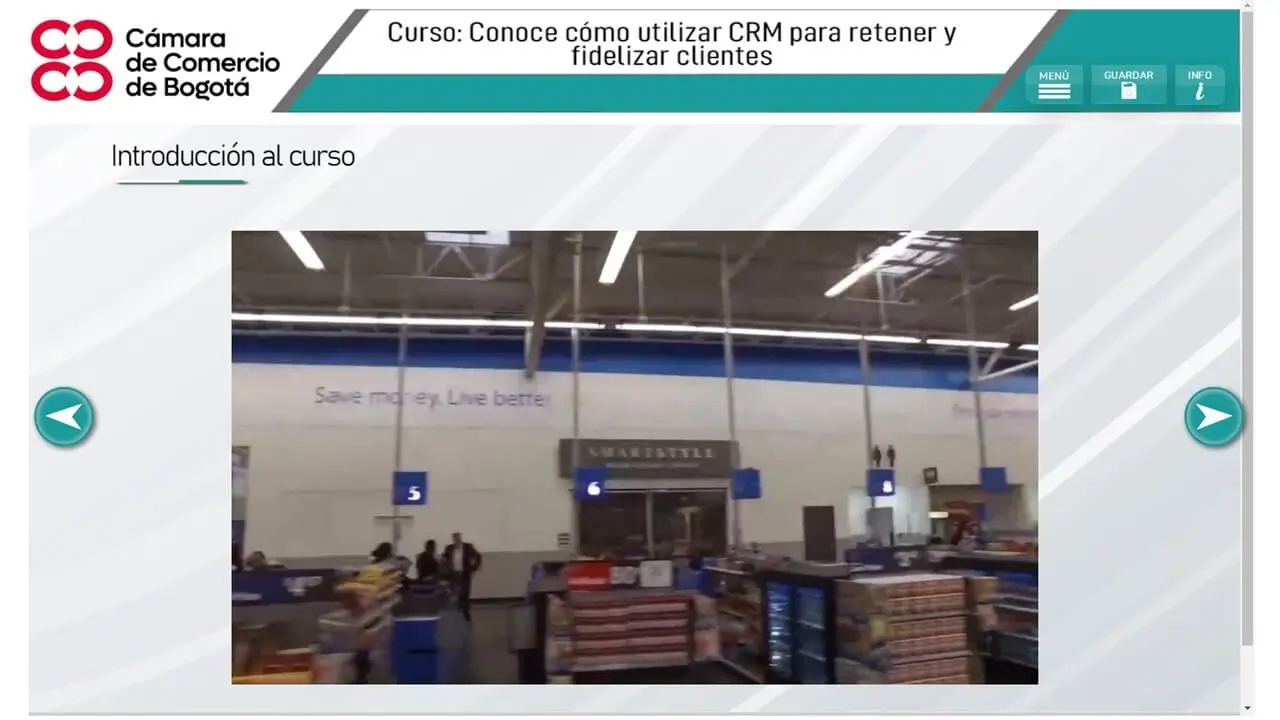 Cámara
de Comercio
de Bogotá
Curso: Conoce cómo utilizar CRM para retener y
fidelizar clientes
MENÚ
GUARDAR
INFO
i
Introducción al curso
Save money. Live better
SMARTSTYLE
5
6
8